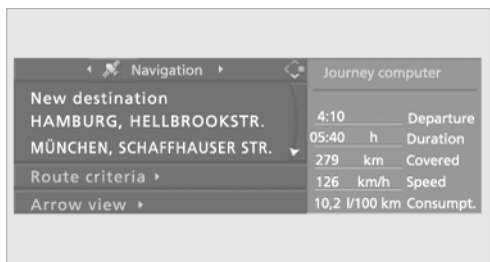 Navigation
New destination
HAMBURG, HELLBROOKSTR.
MÜNCHEN, SCHAFFHAUSER STR.
Route criteria
Arrow view
Journey computer
4:10 Departure
05:40 h Duration
279 km Covered
126 km/h Speed
10,2 l/100 km Consumpt.